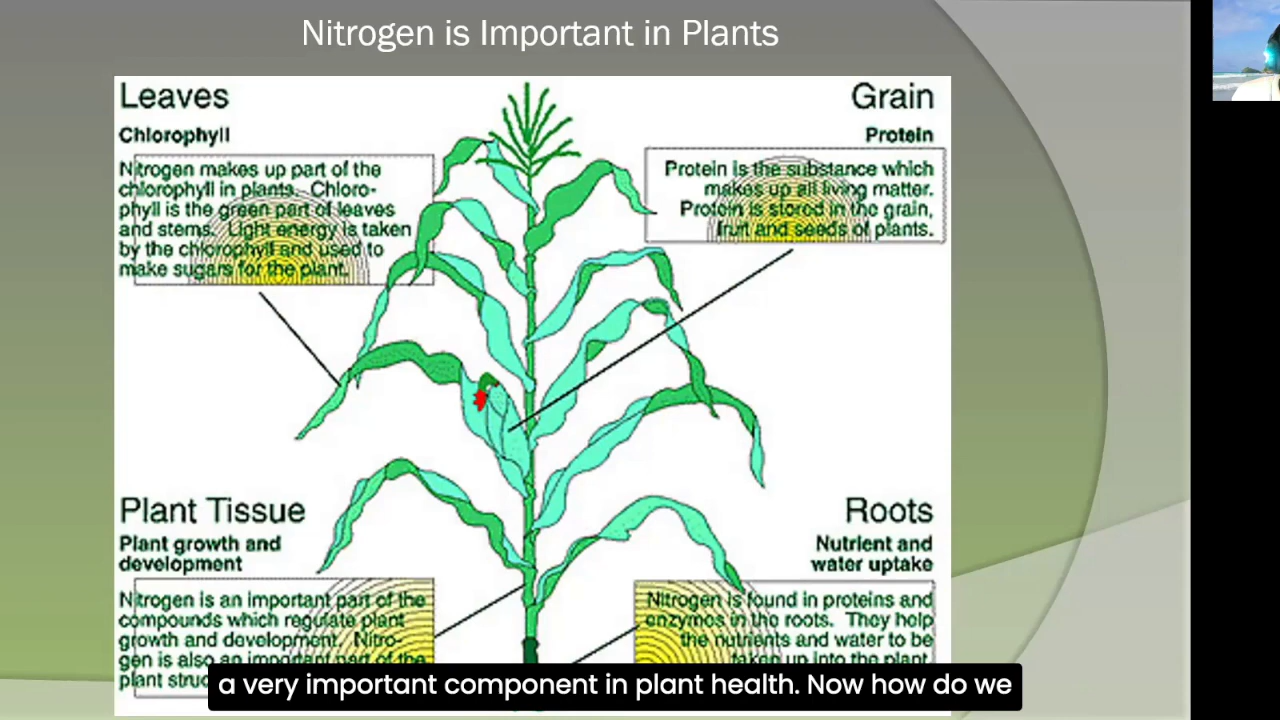 Nitrogen is Important in Plants
Leaves
Chlorophyll
Nitrogen makes up part of the
chlorophyll in plants. Chloro-
phyll is the green part of leaves
and stems. Light energy is taken
by the chlorophyll and used to
make sugars for the plant.
Grain
Protein
Protein is the substance which
makes up all living matter.
Protein is stored in the grain,
fruit and seeds of plants.
Plant Tissue
Plant growth and
development
Nitrogen is an important part of the
compounds which regulate plant
growth and development. Nitro-
gen is also an important part of the
plant
Roots
Nutrient and
water uptake
Nitrogen is found in proteins and
enzymes in the roots. They help
the nutrients and water to be
taken up into the plant
a very important component in plant health. Now how do we